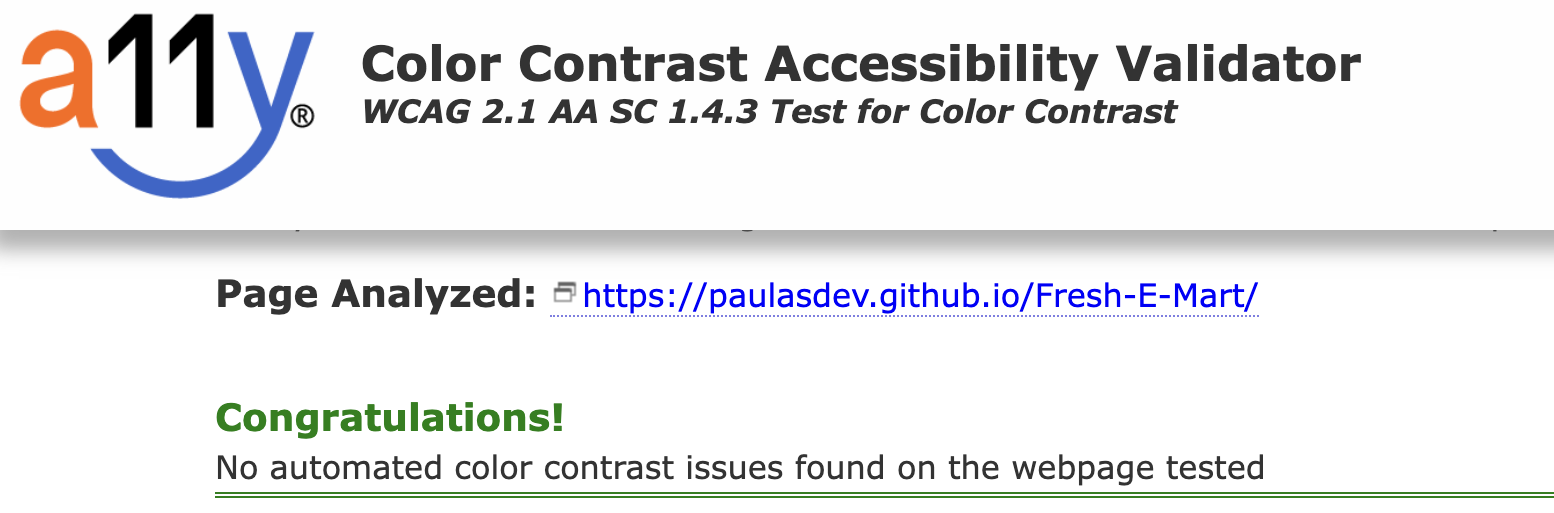 a11y®
Color Contrast Accessibility Validator
WCAG 2.1 AA SC 1.4.3 Test for Color Contrast
Page Analyzed: https://paulasdev.github.io/Fresh-E-Mart/
Congratulations!
No automated color contrast issues found on the webpage tested